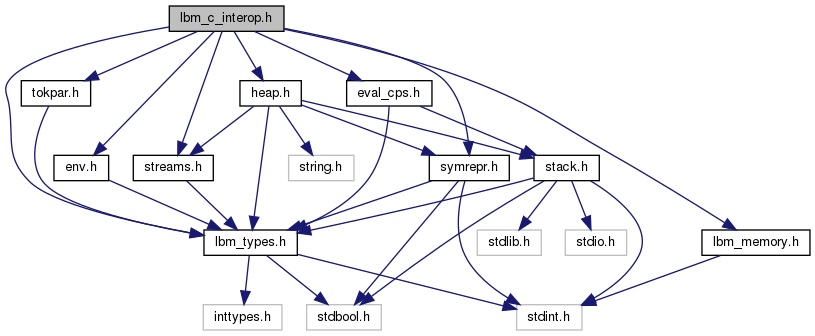 lbm_c_interop.h
tokpar.h
heap.h
eval_cps.h
env.h
streams.h
string.h
symrepr.h
stack.h
lbm_types.h
stdlib.h
stdio.h
lbm_memory.h
inttypes.h
stdbool.h
stdint.h